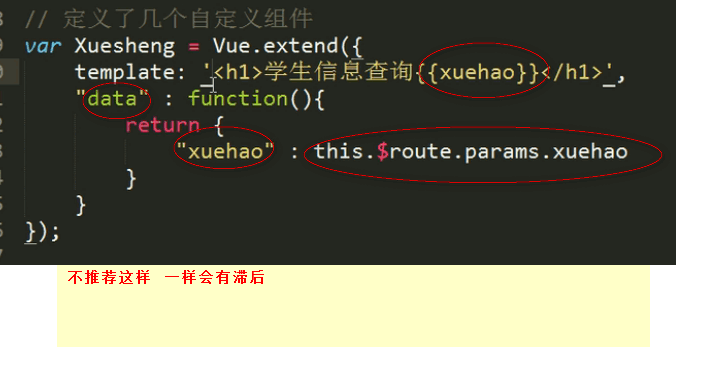 // 定义了几个自定义组件
var Xuesheng = Vue.extend({
template: '<h1>学生信息查询{{xuehao}}</h1>',
"data" : function(){
return {
"xuehao" : this.$route.params.xuehao
}
}
});
不推荐这样 一样会有滞后